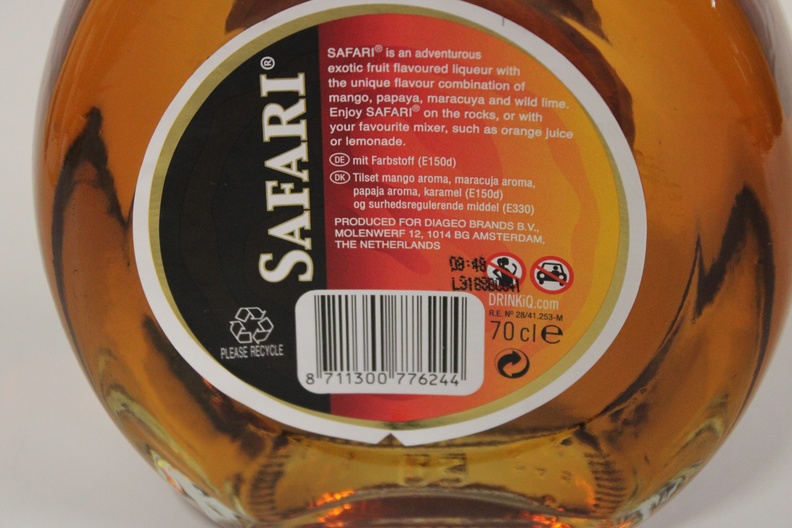 SAFARI®
SAFARI® is an adventurous
exotic fruit flavoured liqueur with
the unique flavour combination of
mango, papaya, maracuya and wild lime.
Enjoy SAFARI® on the rocks, or with
your favourite mixer, such as orange juice
or lemonade.
DE mit Farbstoff (E150d)
DK Tilset mango aroma, maracuja aroma,
papaja aroma, karamel (E150d)
og surhedsregulerende middel (E330)
PRODUCED FOR DIAGEO BRANDS B.V.,
MOLENWERF 12, 1014 BG AMSTERDAM,
THE NETHERLANDS
09:48
DRINKiQ.com
R.E. Nº 28/41.253-M
70 cl e
PLEASE RECYCLE
8 711300 776244